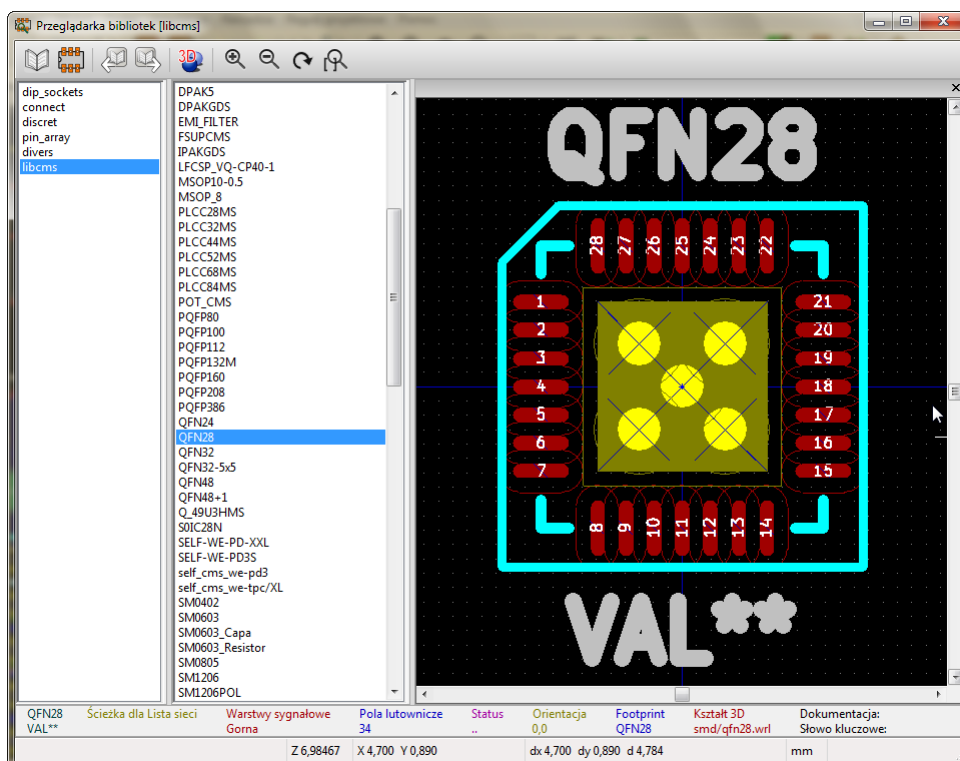 Przeglądarka bibliotek [libcms]
3D
dip_sockets
connect
discret
pin_array
divers
libcms
DPAK5
DPAKGDS
EMI_FILTER
FSUPCMS
IPAKGDS
LFCSP_VQ-CP40-1
MSOP10-0.5
MSOP_8
PLCC28MS
PLCC32MS
PLCC44MS
PLCC52MS
PLCC68MS
PLCC84MS
POT_CMS
PQFP80
PQFP100
PQFP112
PQFP132M
PQFP160
PQFP208
PQFP386
QFN24
QFN28
QFN32
QFN32-5x5
QFN48
QFN48+1
Q_49U3HMS
S0IC28N
SELF-WE-PD-XXL
SELF-WE-PD3S
self_cms_we-pd3
self_cms_we-tpc/XL
SM0402
SM0603
SM0603_Capa
SM0603_Resistor
SM0805
SM1206
SM1206POL
QFN28
28 27 26 25 24 23 22
1 21
2 20
3 19
4 18
5 17
6 16
7 15
8 9 10 11 12 13 14
VAL**
QFN28 Ścieżka dla Lista sieci Warstwy sygnałowe Pola lutownicze Status Orientacja Footprint Kształt 3D Dokumentacja:
VAL** Gorna 34 .. 0,0 QFN28 smd/qfn28.wrl Słowo kluczowe:
Z 6,98467 X 4,700 Y 0,890 dx 4,700 dy 0,890 d 4,784 mm